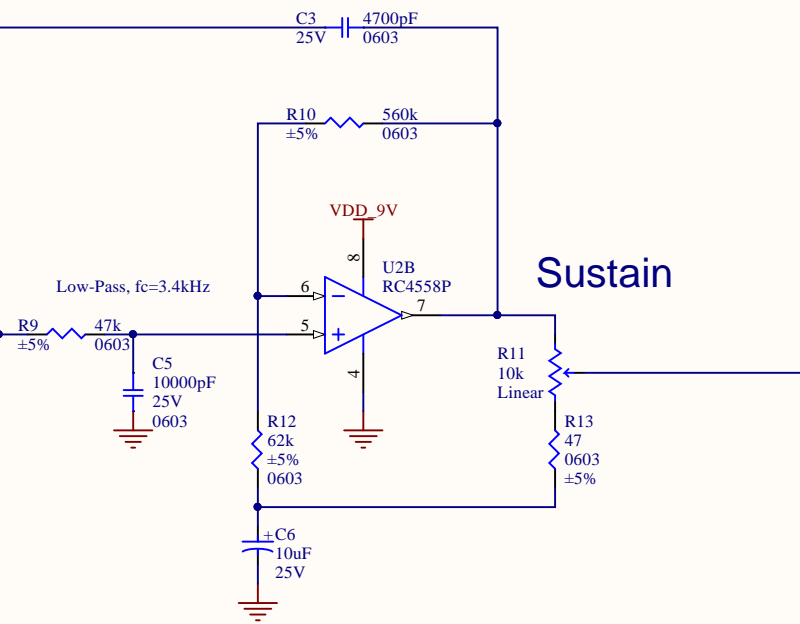 C3 4700pF
25V 0603
R10 560k
±5% 0603
VDD_9V
8
U2B
RC4558P
Sustain
Low-Pass, fc=3.4kHz
6
7
5
R9 47k
±5% 0603
C5
10000pF
25V
0603
4
R11
10k
Linear
R12
62k
±5%
0603
R13
47
0603
±5%
+C6
10uF
25V